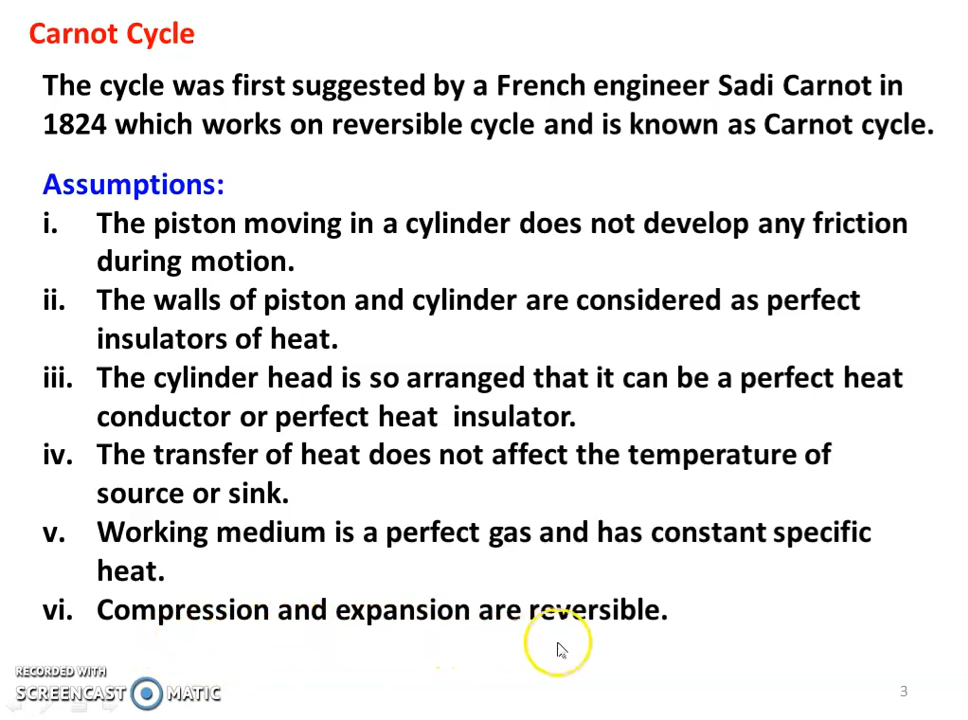 Carnot Cycle
The cycle was first suggested by a French engineer Sadi Carnot in
1824 which works on reversible cycle and is known as Carnot cycle.
Assumptions:
i. The piston moving in a cylinder does not develop any friction
during motion.
ii. The walls of piston and cylinder are considered as perfect
insulators of heat.
iii. The cylinder head is so arranged that it can be a perfect heat
conductor or perfect heat insulator.
iv. The transfer of heat does not affect the temperature of
source or sink.
v. Working medium is a perfect gas and has constant specific
heat.
vi. Compression and expansion are reversible.
RECORDED WITH
SCREENCAST MATIC
3